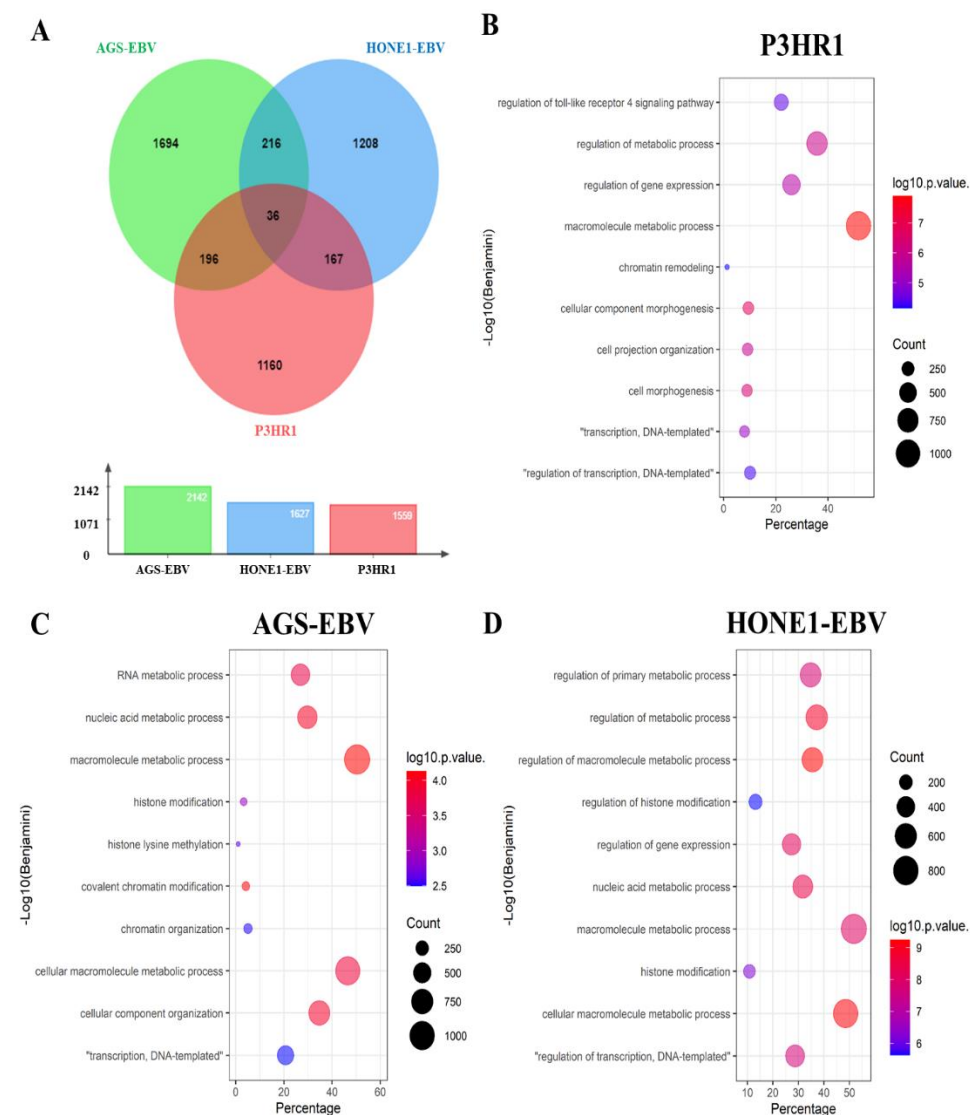 A
AGS-EBV
HONE1-EBV
1694
216
1208
36
196
167
1160
P3HR1
2142
1071
0
2142
1627
1559
AGS-EBV
HONE1-EBV
P3HR1
B
P3HR1
-Log10(Benjamini)
regulation of toll-like receptor 4 signaling pathway
regulation of metabolic process
regulation of gene expression
macromolecule metabolic process
chromatin remodeling
cellular component morphogenesis
cell projection organization
cell morphogenesis
"transcription, DNA-templated"
"regulation of transcription, DNA-templated"
0
20
40
Percentage
log10.p.value.
7
6
5
Count
250
500
750
1000
C
AGS-EBV
-Log10(Benjamini)
RNA metabolic process
nucleic acid metabolic process
macromolecule metabolic process
histone modification
histone lysine methylation
covalent chromatin modification
chromatin organization
cellular macromolecule metabolic process
cellular component organization
"transcription, DNA-templated"
0
20
40
60
Percentage
log10.p.value.
4.0
3.5
3.0
2.5
Count
250
500
750
1000
D
HONE1-EBV
-Log10(Benjamini)
regulation of primary metabolic process
regulation of metabolic process
regulation of macromolecule metabolic process
regulation of histone modification
regulation of gene expression
nucleic acid metabolic process
macromolecule metabolic process
histone modification
cellular macromolecule metabolic process
"regulation of transcription, DNA-templated"
10
20
30
40
50
Percentage
Count
200
400
600
800
log10.p.value.
9
8
7
6